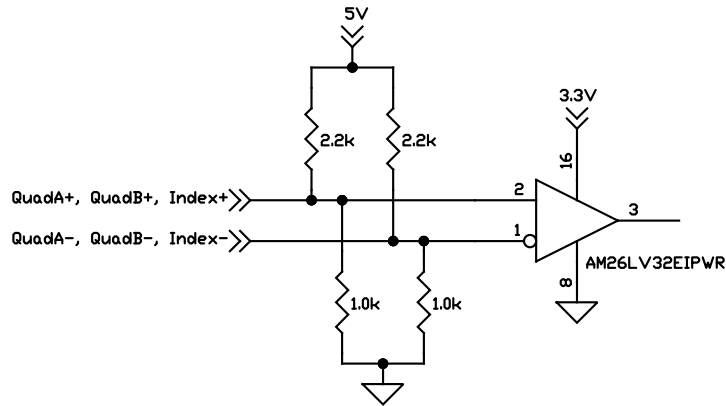 5V
3.3V
2.2k 2.2k
16
QuadA+, QuadB+, Index+
2
3
QuadA-, QuadB-, Index-
1
AM26LV32EIPWR
8
1.0k 1.0k